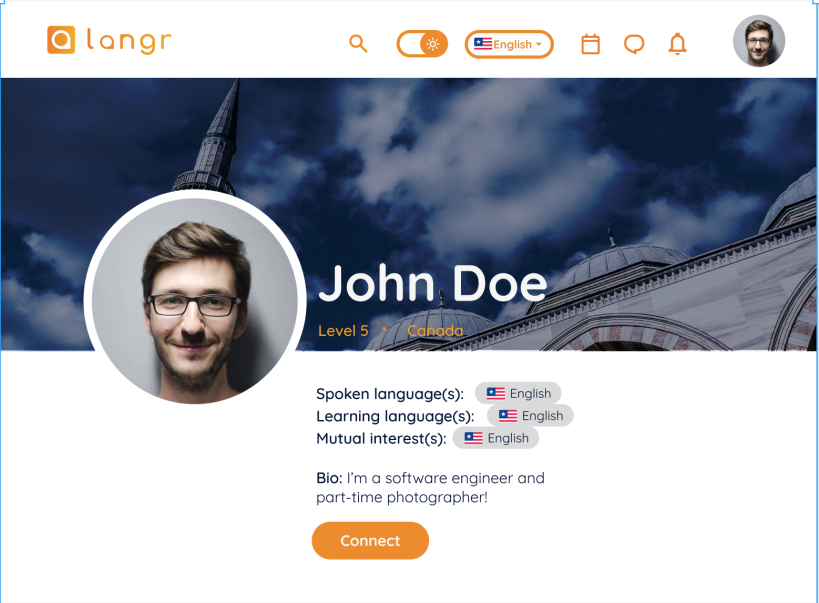 langr
English
John Doe
Level 5 • Canada
Spoken language(s): English
Learning language(s): English
Mutual interest(s): English
Bio: I'm a software engineer and
part-time photographer!
Connect